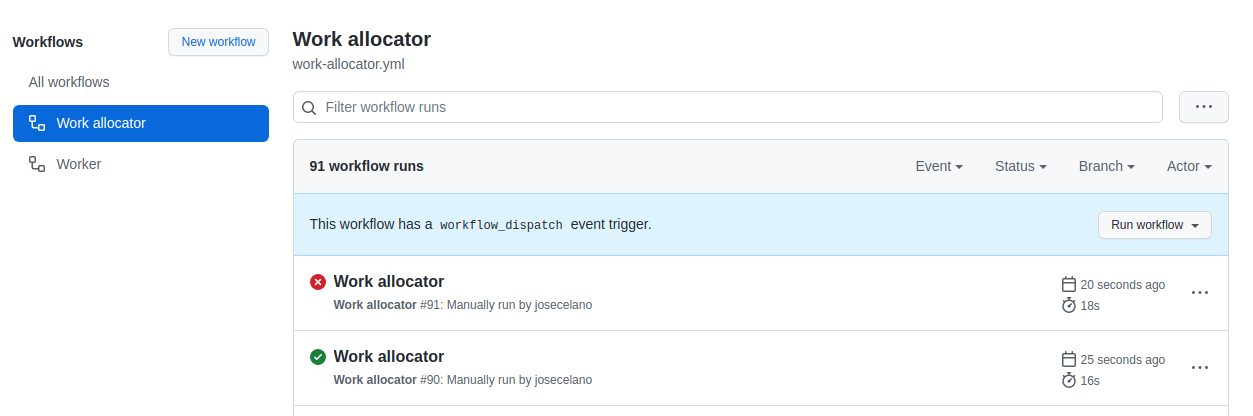 Workflows
New workflow
All workflows
Work allocator
Worker
Work allocator
work-allocator.yml
Filter workflow runs
91 workflow runs
Event Status Branch Actor
This workflow has a workflow_dispatch event trigger.
Run workflow
Work allocator
20 seconds ago
Work allocator #91: Manually run by josecelano
18s
Work allocator
25 seconds ago
Work allocator #90: Manually run by josecelano
16s